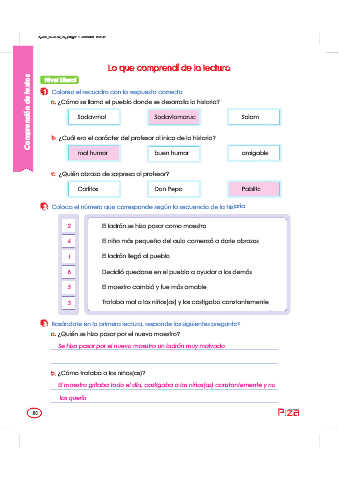 Lo que comprendí de la lectura
Comprensión de textos
Nivel literal
1 Colorea el recuadro con la respuesta correcta
a. ¿Cómo se llama el pueblo donde se desarrolla la historia?
Sadavmal
Sadavlamaruc
Salam
b. ¿Cuál era el carácter del profesor al inicio de la historia?
mal humor
buen humor
amigable
c. ¿Quién abrazo de sorpresa al profesor?
Carlitos
Don Pepo
Pablito
2 Coloca el número que corresponde según la secuencia de la historia
2 El ladrón se hizo pasar como maestro
4 El niño más pequeño del aula comenzó a darle abrazos
1 El ladrón llegó al pueblo
6 Decidió quedarse en el pueblo a ayudar a los demás
5 El maestro cambió y fue más amable
3 Trataba mal a los niños(as) y los castigaba constantemente
3 Basándote en la primera lectura, responde las siguientes preguntas:
a. ¿Quién se hizo pasar por el nuevo maestro?
Se hizo pasar por el nuevo maestro un ladrón muy malvado
b. ¿Cómo trataba a los niños(as)?
El maestro gritaba todo el día, castigaba a los niños(as) constantemente y no
los quería